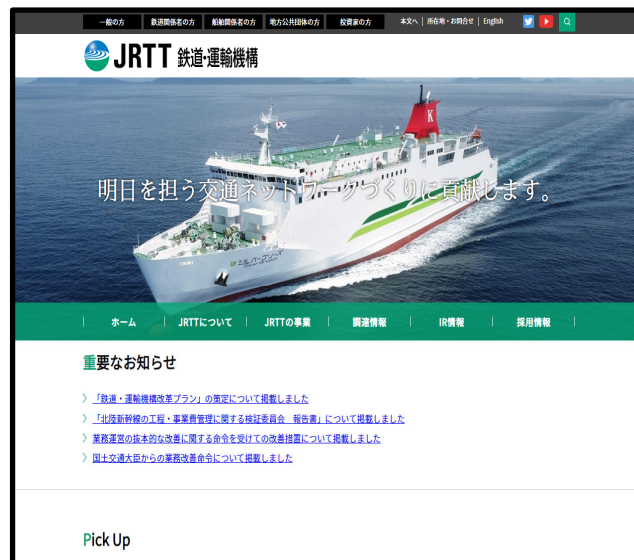 一般の方 鉄道関係者の方 船舶関係者の方 地方公共団体の方 投資家の方 本文へ | 所在地・お問合せ | English
JRTT 鉄道・運輸機構
K
明日を担う交通ネットワークづくりに貢献します。
シルバーブリーズ
ホーム | JRTTについて | JRTTの事業 | 調達情報 | IR情報 | 採用情報
重要なお知らせ
〉「鉄道・運輸機構改革プラン」の策定について掲載しました
〉「北陸新幹線の工程・事業費管理に関する検証委員会 報告書」について掲載しました
〉業務運営の抜本的な改善に関する命令を受けての改善措置について掲載しました
〉国土交通大臣からの業務改善命令について掲載しました
Pick Up